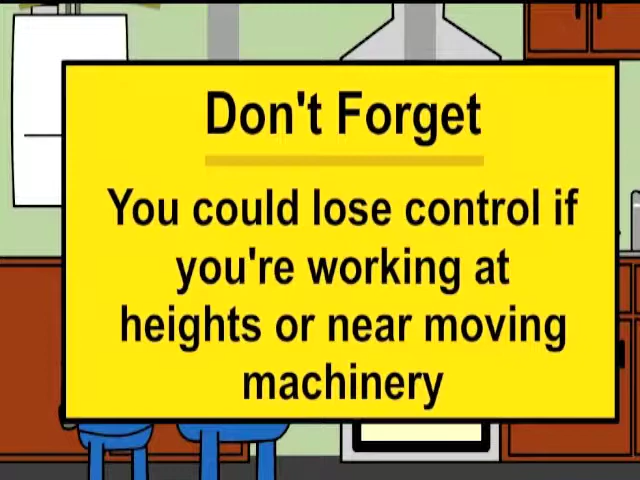 Don't Forget
You could lose control if
you're working at
heights or near moving
machinery